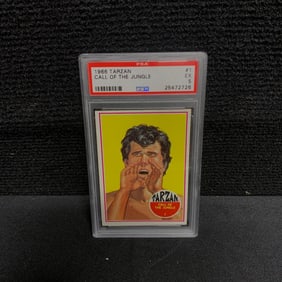 PSA
1966 TARZAN #1
CALL OF THE JUNGLE EX
5
25472726
TARZAN
CALL OF
THE JUNGLE